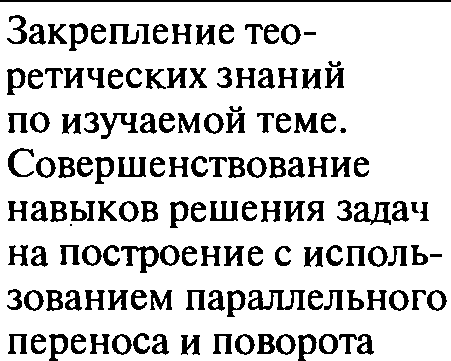 Закрепление тео-
ретических знаний
по изучаемой теме.
Совершенствование
навыков решения задач
на построение с исполь-
зованием параллельного
переноса и поворота